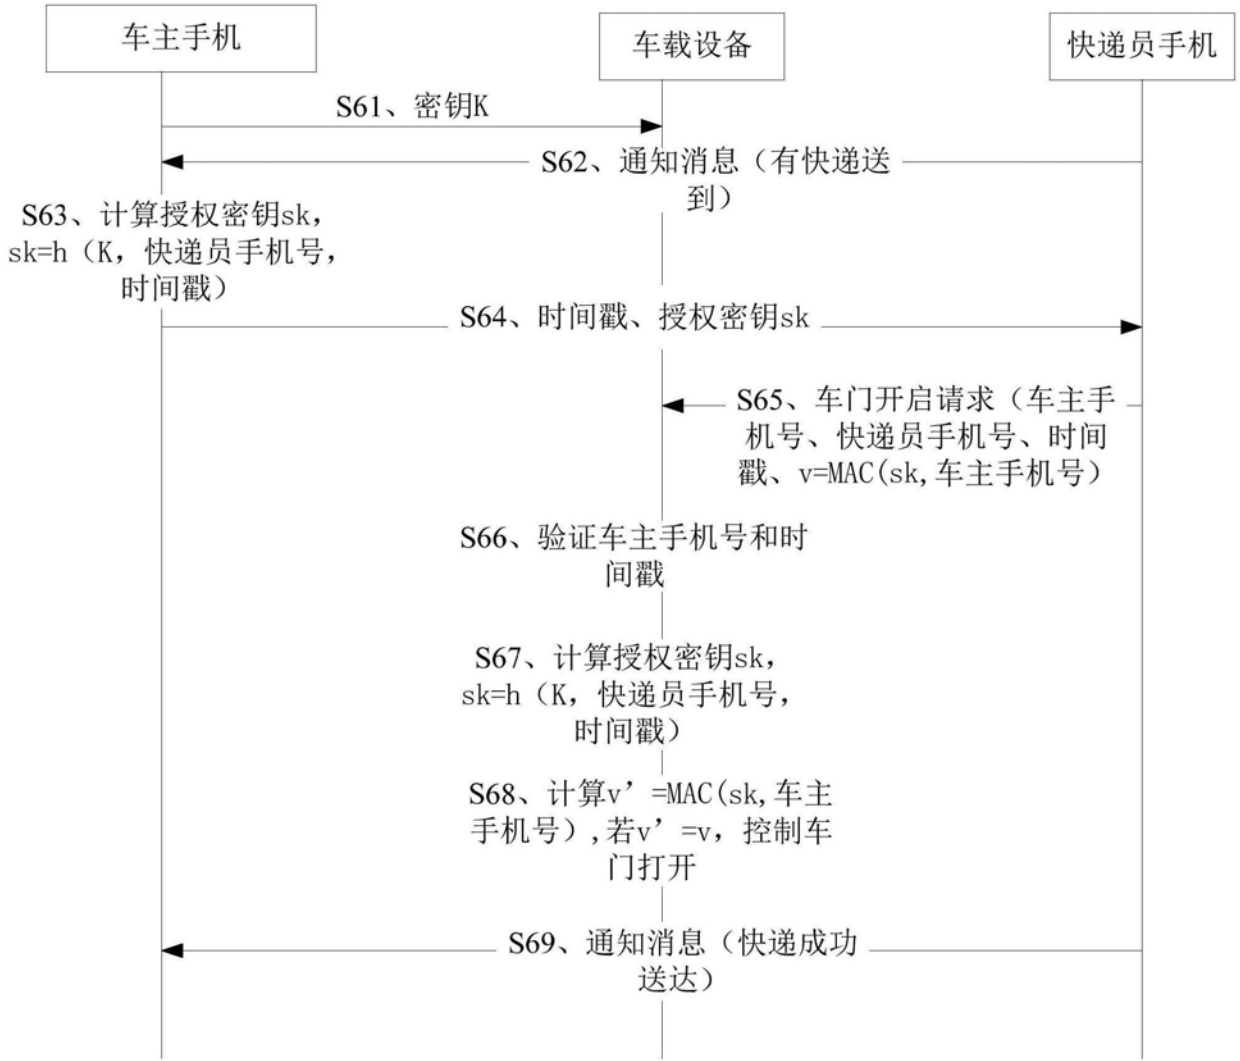 车主手机
车载设备
快递员手机
S61、密钥K
S62、通知消息（有快递送
到）
S63、计算授权密钥sk，
sk=h（K，快递员手机号，
时间戳）
S64、时间戳、授权密钥sk
S65、车门开启请求（车主手
机号、快递员手机号、时间
戳、v=MAC(sk,车主手机号）
S66、验证车主手机号和时
间戳
S67、计算授权密钥sk，
sk=h（K，快递员手机号，
时间戳）
S68、计算v’=MAC(sk,车主
手机号）,若v’=v，控制车
门打开
S69、通知消息（快递成功
送达）